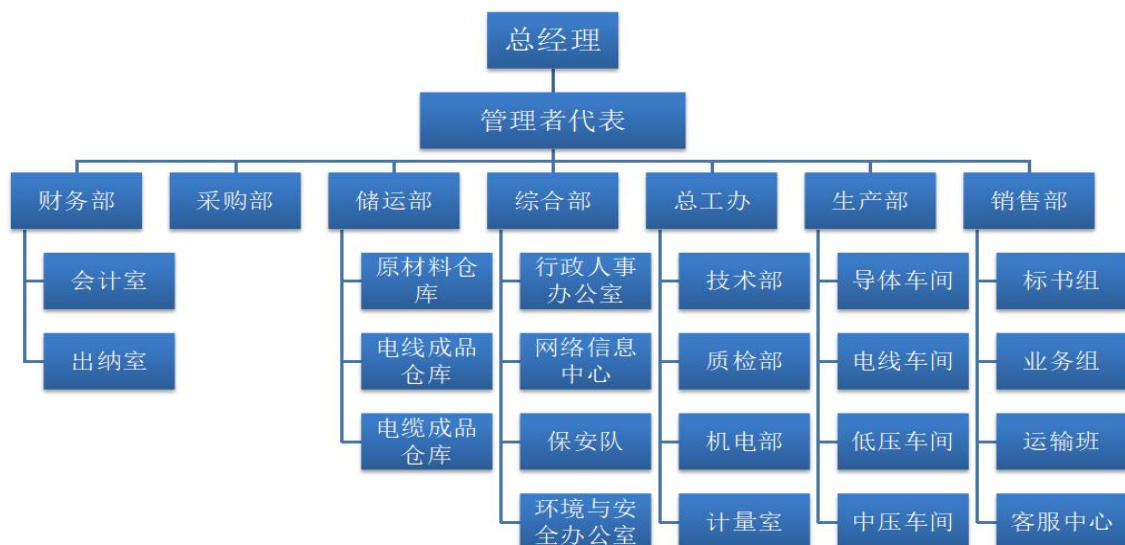 总经理
管理者代表
财务部
采购部
储运部
综合部
总工办
生产部
销售部
会计室
原材料仓
库
行政人事
办公室
技术部
导体车间
标书组
出纳室
电线成品
仓库
网络信息
中心
质检部
电线车间
业务组
电缆成品
仓库
保安队
机电部
低压车间
运输班
环境与安
全办公室
计量室
中压车间
客服中心